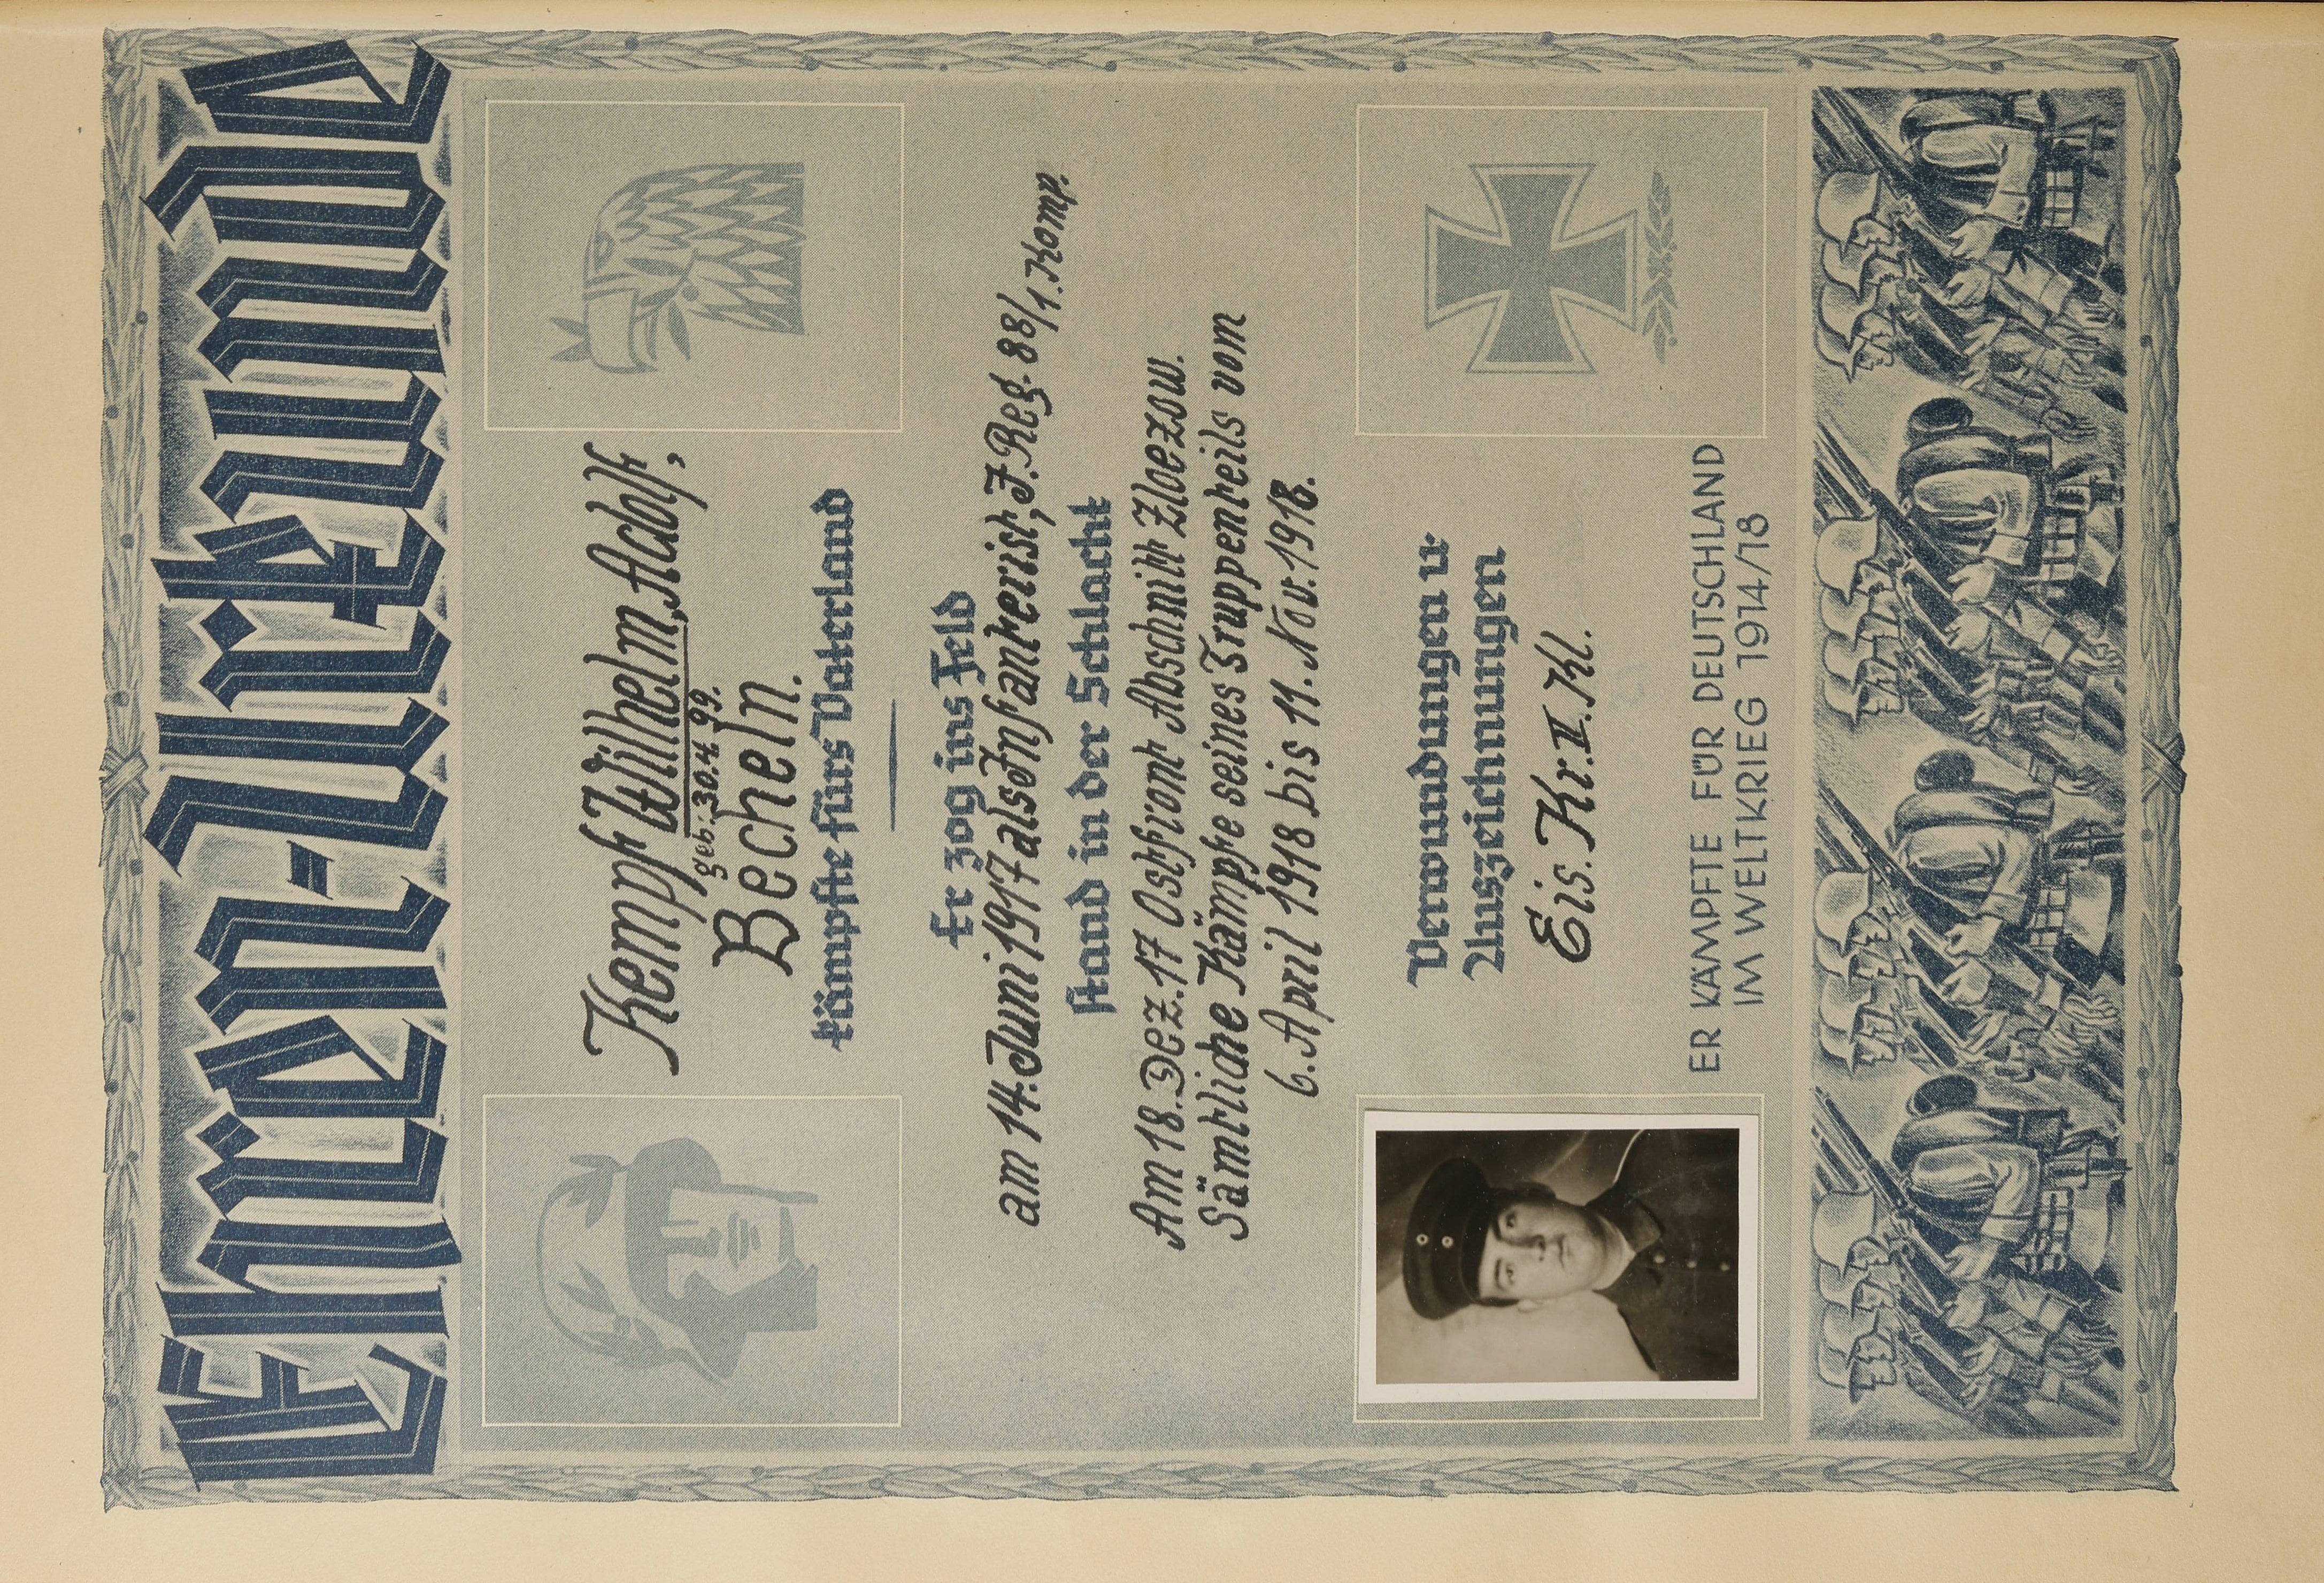 Ehren-Urkunde
Kempf Wilhelm, Adolf,
geb: 30.4.99.
Becheln.
kämpfte fürs Vaterland
Er zog ins Feld
am 14. Juni 1917 als Infanterist, I. Reg. 88/1. Komp.
stand in der Schlacht
Am 18. Dez. 17 Ostfront Abschnitt Zloezow.
Sämtliche Kämpfe seines Truppenteils vom
6. April 1918 bis 11. Nov. 1918.
Verwundungen u.
Auszeichnungen
Eis. Kr. II. Kl.
ER KÄMPFTE FÜR DEUTSCHLAND
IM WELTKRIEG 1914/18